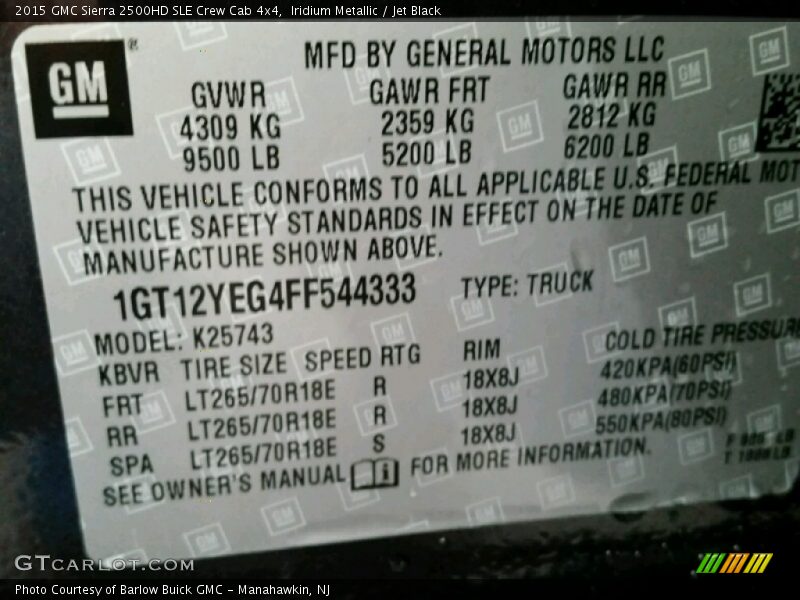 2015 GMC Sierra 2500HD SLE Crew Cab 4x4, Iridium Metallic / Jet Black
GM
MFD BY GENERAL MOTORS LLC
GVWR GAWR FRT GAWR RR
4309 KG 2359 KG 2812 KG
9500 LB 5200 LB 6200 LB
THIS VEHICLE CONFORMS TO ALL APPLICABLE U.S. FEDERAL MOT
VEHICLE SAFETY STANDARDS IN EFFECT ON THE DATE OF
MANUFACTURE SHOWN ABOVE.
1GT12YEG4FF544333 TYPE: TRUCK
MODEL: K25743
KBVR TIRE SIZE SPEED RTG RIM COLD TIRE PRESSUR
FRT LT265/70R18E R 18X8J 420KPA(60PSI)
RR LT265/70R18E R 18X8J 480KPA(70PSI)
SPA LT265/70R18E S 18X8J 550KPA(80PSI)
SEE OWNER'S MANUAL FOR MORE INFORMATION.
GTCARLOT.COM
Photo Courtesy of Barlow Buick GMC - Manahawkin, NJ